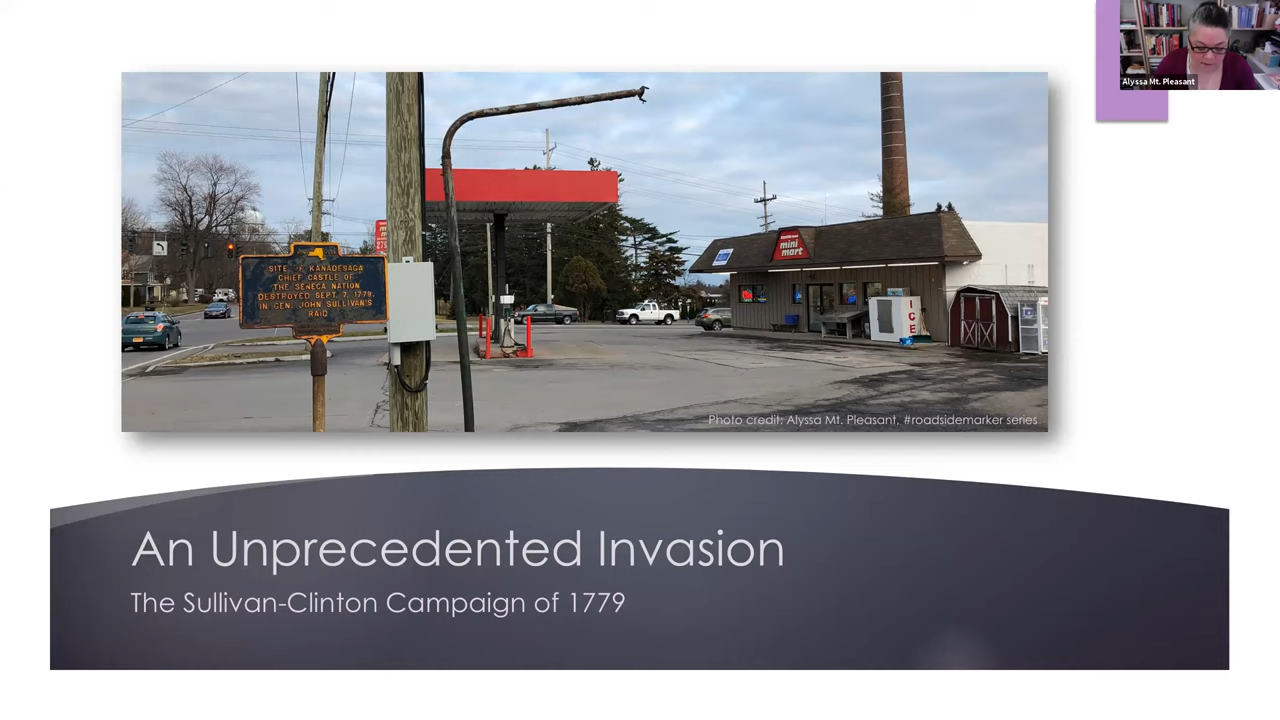 Alyssa Mt. Pleasant
SITE OF KANADESAGA
CHIEF CASTLE OF
THE SENECA NATION
DESTROYED SEPT. 7, 1779,
IN GEN. JOHN SULLIVAN'S
RAID
mini
mart
ICE
Photo credit: Alyssa Mt. Pleasant, #roadsidemarker series
An Unprecedented Invasion
The Sullivan-Clinton Campaign of 1779